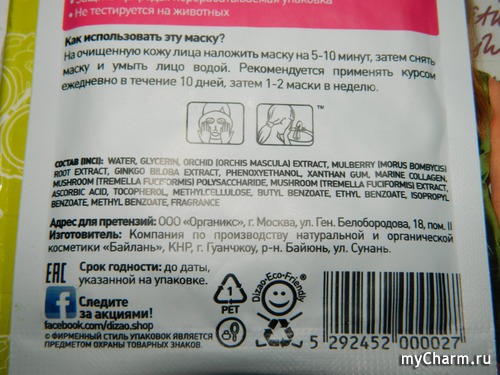 перерабатываемая упаковка
• Не тестируется на животных
Как использовать эту маску?
На очищенную кожу лица наложить маску на 5-10 минут, затем снять
маску и умыть лицо водой. Рекомендуется применять курсом
ежедневно в течение 10 дней, затем 1-2 маски в неделю.
TM
СОСТАВ (INCI): WATER, GLYCERIN, ORCHID (ORCHIS MASCULA) EXTRACT, MULBERRY (MORUS BOMBYCIS)
ROOT EXTRACT, GINKGO BILOBA EXTRACT, PHENOXYETHANOL, XANTHAN GUM, MARINE COLLAGEN,
MUSHROOM (TREMELLA FUCIFORMIS) POLYSACCHARIDE, MUSHROOM (TREMELLA FUCIFORMIS) EXTRACT,
ASCORBIC ACID, TOCOPHEROL, METHYLCELLULOSE, BUTYL BENZOATE, ETHYL BENZOATE, ISOPROPYL
BENZOATE, METHYL BENZOATE, FRAGRANCE
Адрес для претензий: ООО «Органикс», г. Москва, ул. Ген. Белобородова, 18, пом. II
Изготовитель: Компания по производству натуральной и органической
косметики «Байлань», КНР, г. Гуанчжоу, р-н. Байюнь, ул. Сунань.
ЕАС
Срок годности: до даты,
указанной на упаковке.
Следите
за акциями!
facebook.com/dizao.shop
© ФИРМЕННЫЙ СТИЛЬ УПАКОВОК ЯВЛЯЕТСЯ
ПРЕДМЕТОМ ОХРАНЫ ТОВАРНЫХ ЗНАКОВ.
1
PET
Dizao-Eco-Friendly
5 292452 000027
myCharm.ru